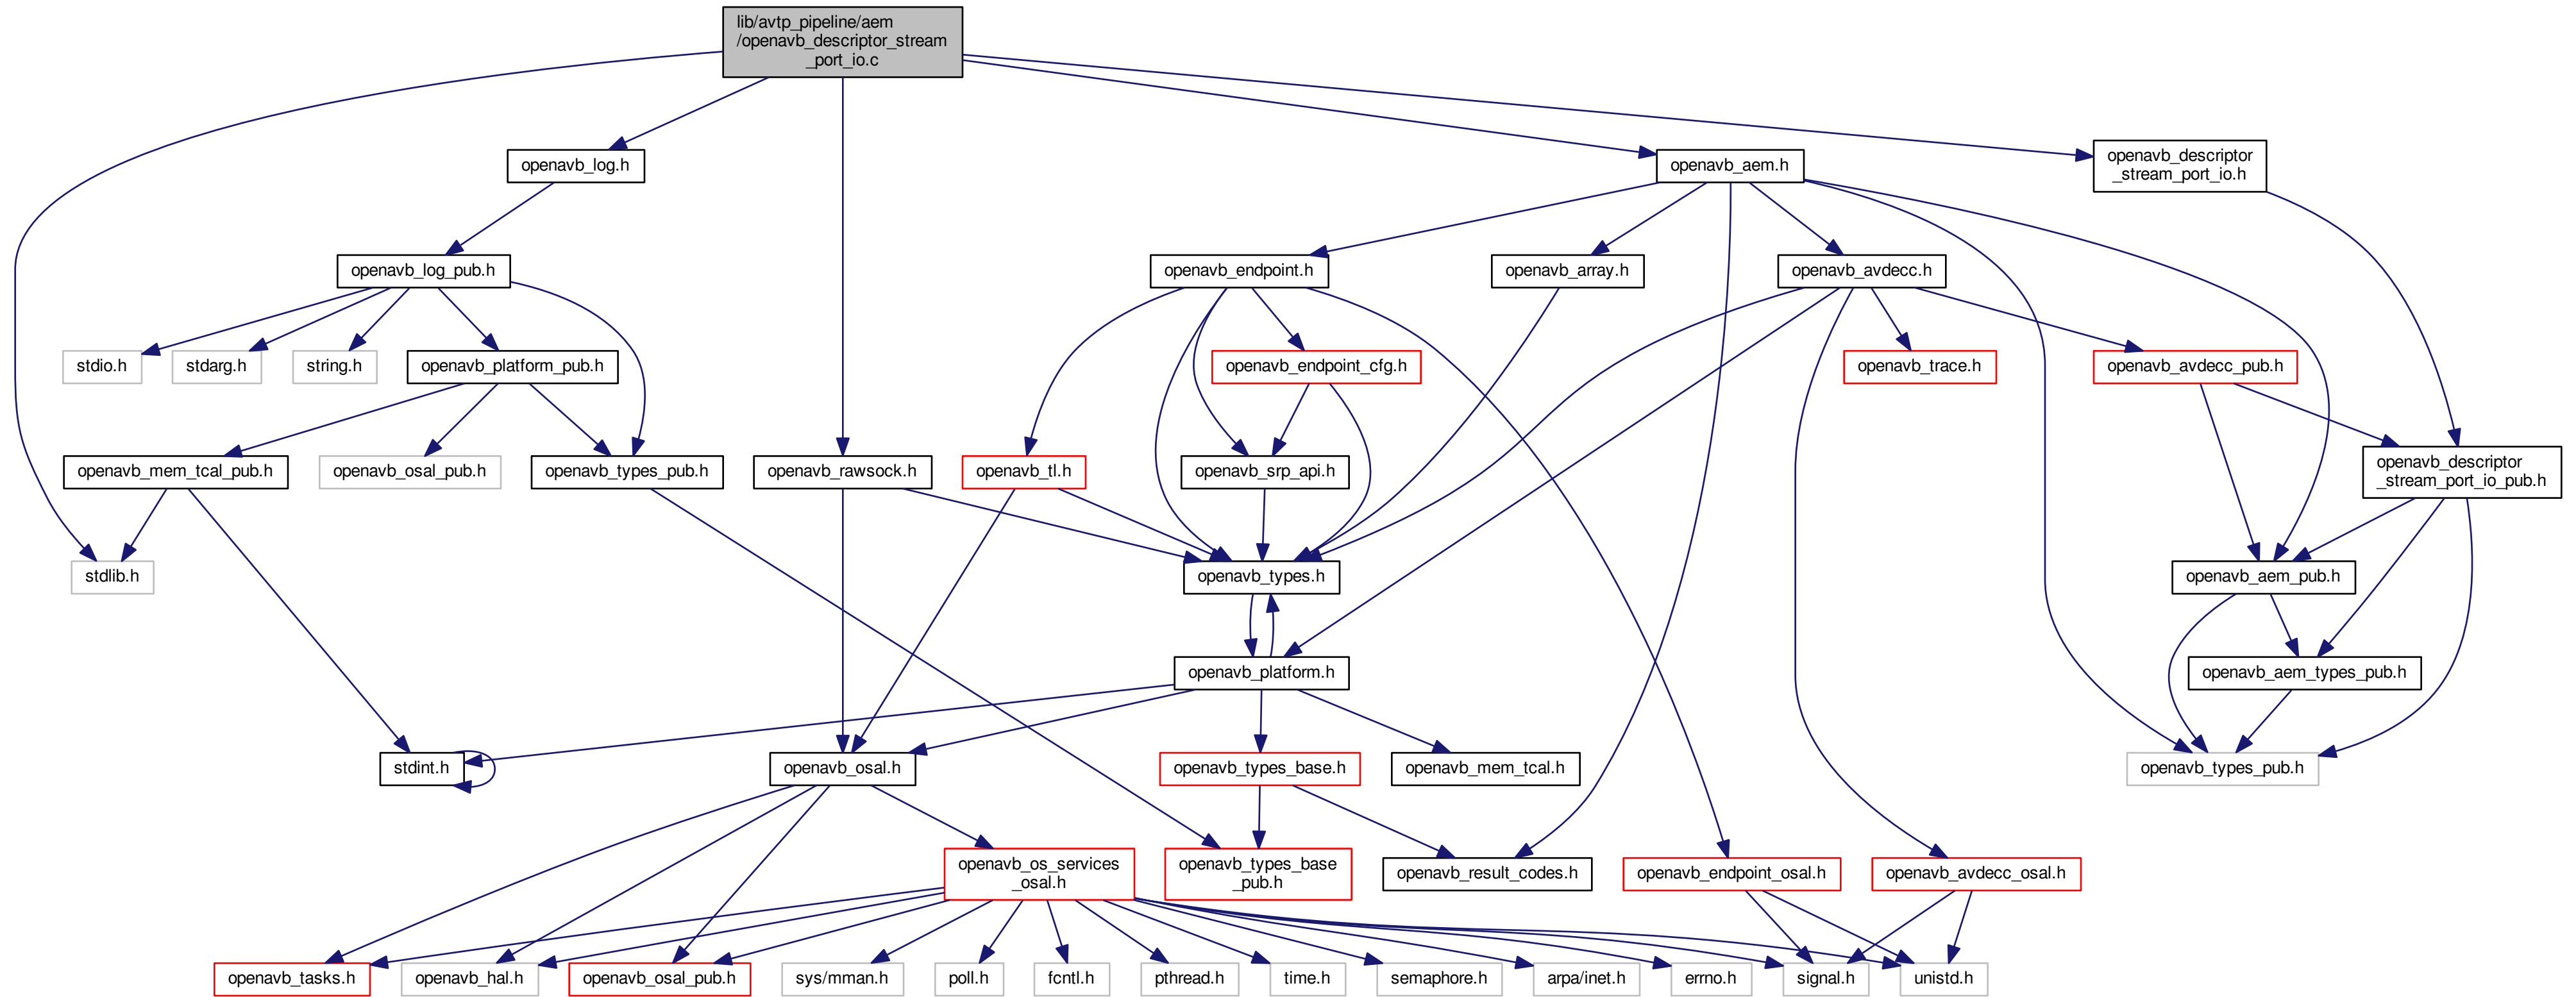 lib/avtp_pipeline/aem
/openavb_descriptor_stream
_port_io.c
openavb_log.h
openavb_aem.h
openavb_descriptor
_stream_port_io.h
openavb_log_pub.h
openavb_endpoint.h
openavb_array.h
openavb_avdecc.h
stdio.h
stdarg.h
string.h
openavb_platform_pub.h
openavb_endpoint_cfg.h
openavb_trace.h
openavb_avdecc_pub.h
openavb_mem_tcal_pub.h
openavb_osal_pub.h
openavb_types_pub.h
openavb_rawsock.h
openavb_tl.h
openavb_srp_api.h
openavb_descriptor
_stream_port_io_pub.h
stdlib.h
openavb_types.h
openavb_aem_pub.h
openavb_platform.h
openavb_aem_types_pub.h
stdint.h
openavb_osal.h
openavb_types_base.h
openavb_mem_tcal.h
openavb_types_pub.h
openavb_os_services
_osal.h
openavb_types_base
_pub.h
openavb_result_codes.h
openavb_endpoint_osal.h
openavb_avdecc_osal.h
openavb_tasks.h
openavb_hal.h
openavb_osal_pub.h
sys/mman.h
poll.h
fcntl.h
pthread.h
time.h
semaphore.h
arpa/inet.h
errno.h
signal.h
unistd.h